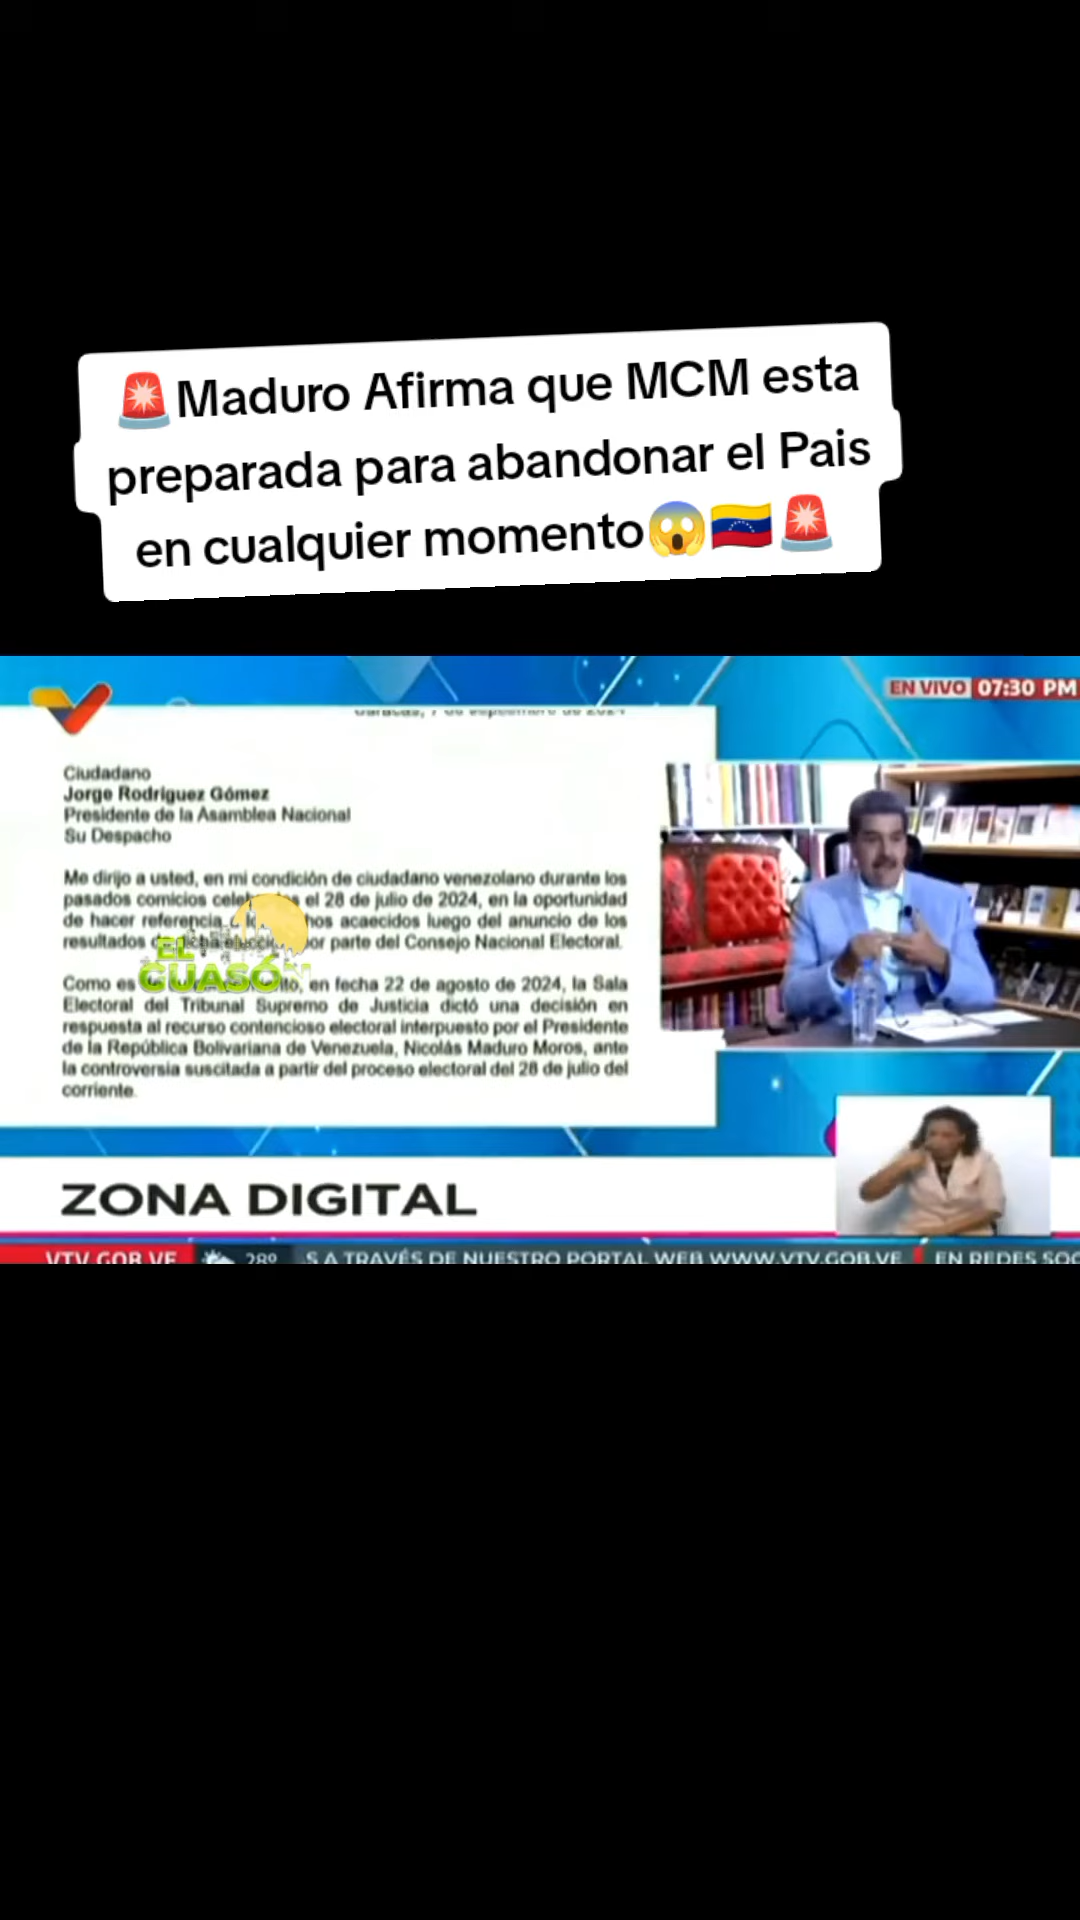 🚨Maduro Afirma que MCM esta
preparada para abandonar el Pais
en cualquier momento😱🇻🇪🚨
EN VIVO 07:30 PM
Caracas, 7 de septiembre de 2024
Ciudadano
Jorge Rodríguez Gómez
Presidente de la Asamblea Nacional
Su Despacho
Me dirijo a usted, en mi condición de ciudadano venezolano durante los
pasados comicios el 28 de julio de 2024, en la oportunidad
de hacer referencia acaecidos luego del anuncio de los
resultados por parte del Consejo Nacional Electoral.
Como es en fecha 22 de agosto de 2024, la Sala
Electoral del Tribunal Supremo de Justicia dictó una decisión en
respuesta al recurso contencioso electoral interpuesto por el Presidente
de la República Bolivariana de Venezuela, Nicolás Maduro Moros, ante
la controversia suscitada a partir del proceso electoral del 28 de julio del
corriente.
EL
GUASÓN
ZONA DIGITAL
VTV.GOB.VE 28º S A TRAVÉS DE NUESTRO PORTAL WEB WWW.VTV.GOB.VE EN REDES SOC